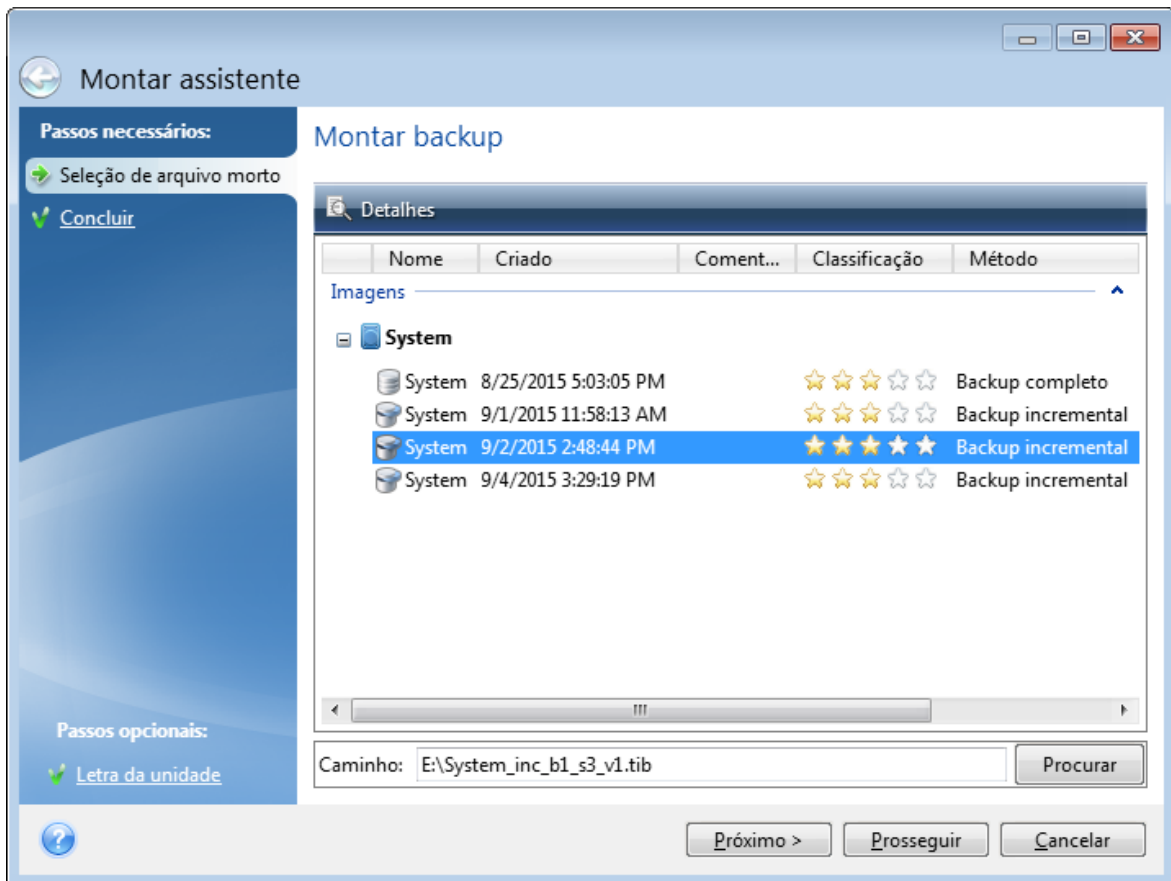 Montar assistente
Passos necessários:
Seleção de arquivo morto
Concluir
Passos opcionais:
Letra da unidade
Montar backup
Detalhes
Nome Criado Coment... Classificação Método
Imagens
System
System 8/25/2015 5:03:05 PM Backup completo
System 9/1/2015 11:58:13 AM Backup incremental
System 9/2/2015 2:48:44 PM Backup incremental
System 9/4/2015 3:29:19 PM Backup incremental
Caminho: E:\System_inc_b1_s3_v1.tib Procurar
Próximo > Prosseguir Cancelar